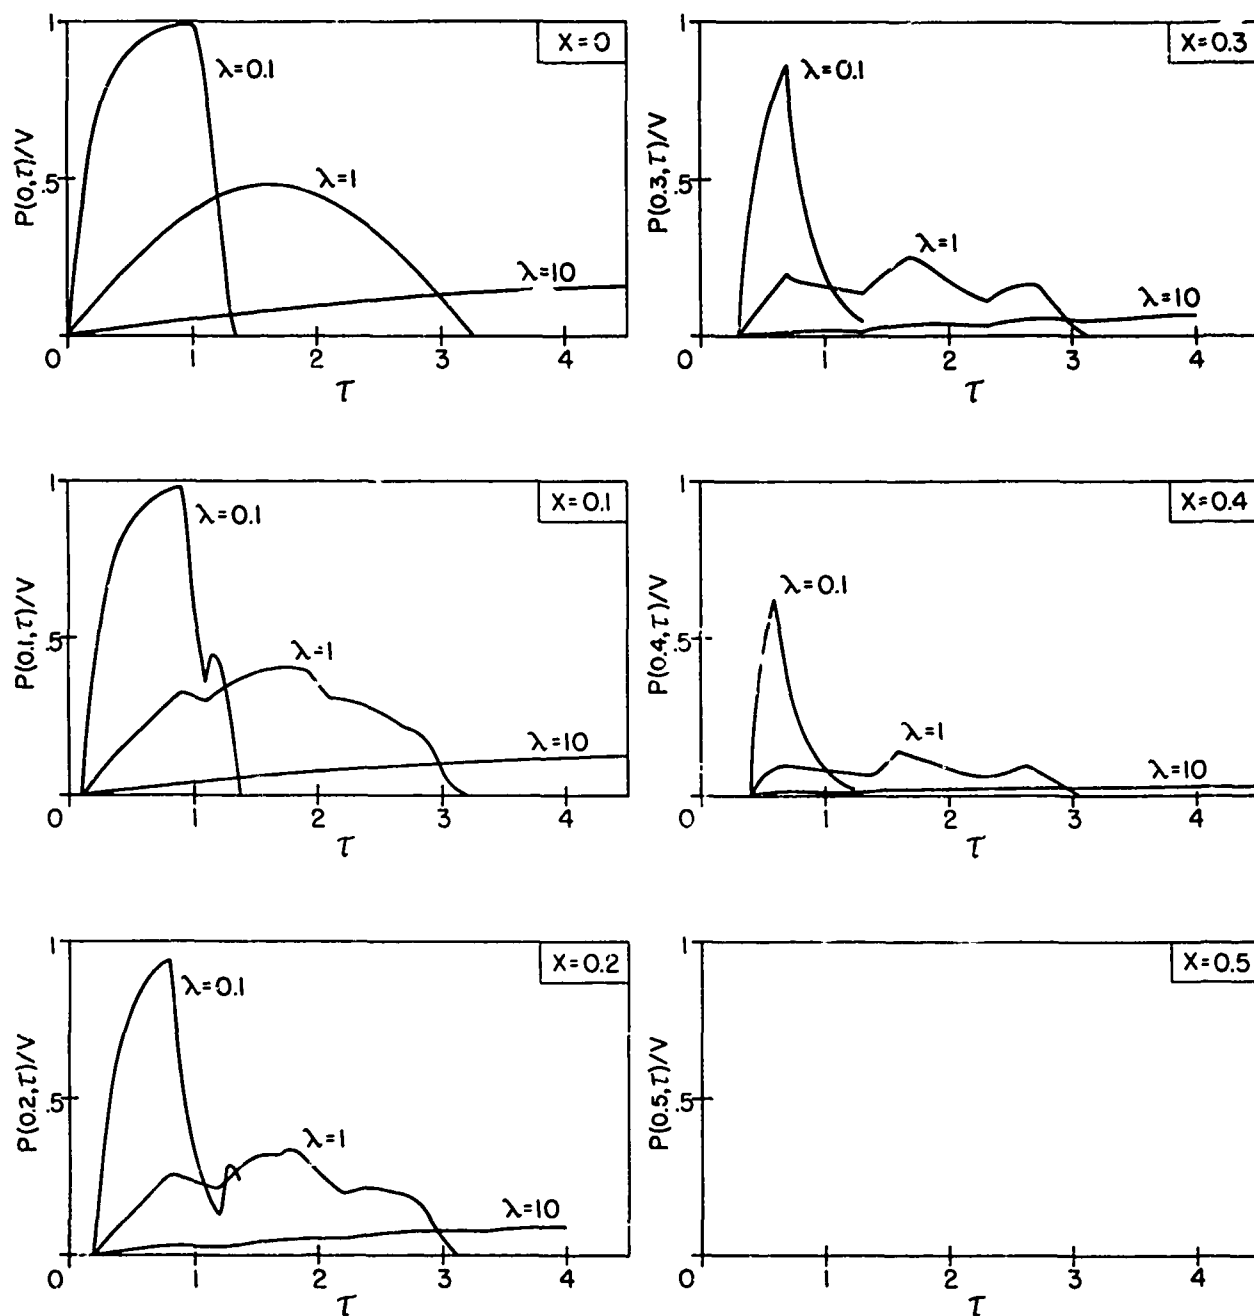 1
X=0
λ=0.1
P(0,τ)/V
.5
λ=1
λ=10
0 1 2 3 4
τ
1
X=0.3
λ=0.1
P(0.3,τ)/V
.5
λ=1
λ=10
0 1 2 3 4
τ
1
X=0.1
λ=0.1
P(0.1,τ)/V
.5
λ=1
λ=10
0 1 2 3 4
τ
1
X=0.4
λ=0.1
P(0.4,τ)/V
.5
λ=1
λ=10
0 1 2 3 4
τ
1
X=0.2
λ=0.1
P(0.2,τ)/V
.5
λ=1
λ=10
0 1 2 3 4
τ
1
X=0.5
P(0.5,τ)/V
.5
0 1 2 3 4
τ